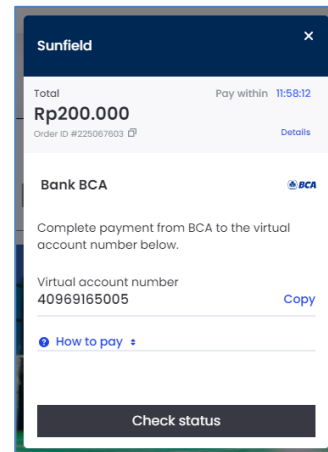 Sunfield
Total
Pay within 11:58:12
Rp200.000
Order ID #225067603
Details
Bank BCA
BCA
Complete payment from BCA to the virtual
account number below.
Virtual account number
40969165005
Copy
How to pay
Check status